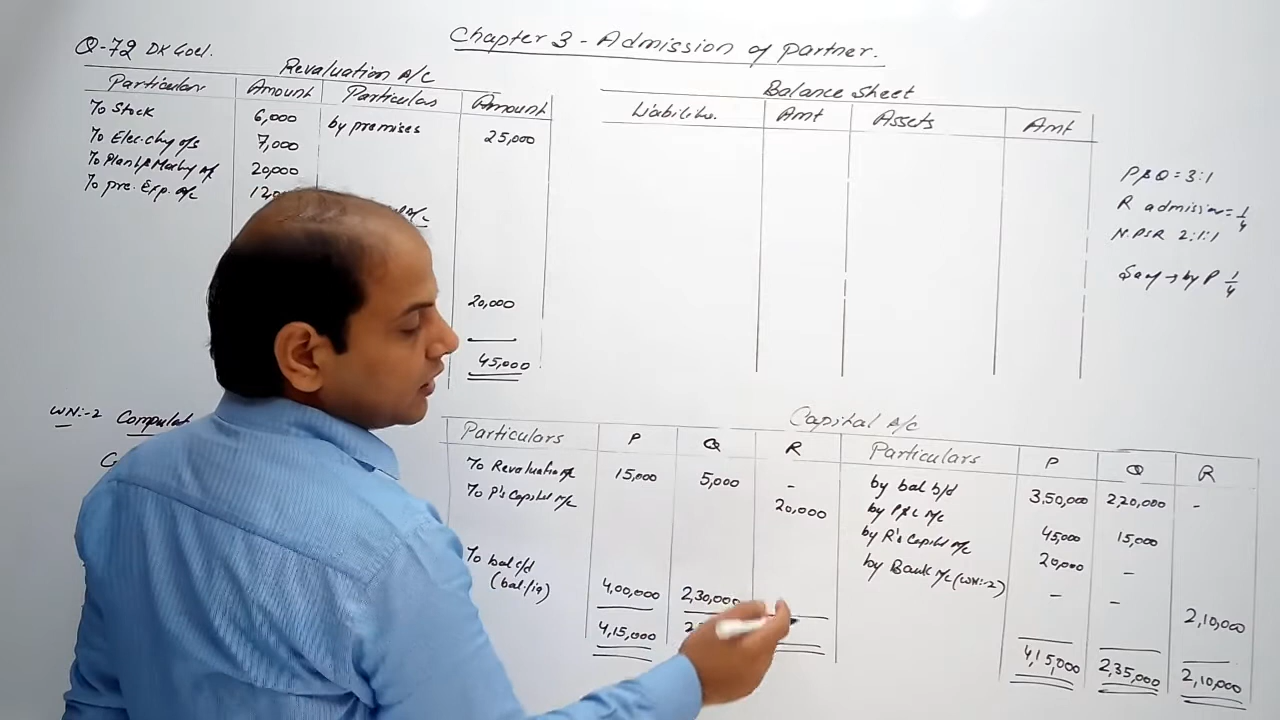 Chapter 3 - Admission of partner.
Q-72 DK Goel.
Revaluation A/c
Particular Amount Particulars Amount
To Stock 6,000 by premises 25,000
To Elec. chg o/s 7,000
To Plant & Machy A/c 20,000
To pre. Exp. A/c
A/c
20,000
45,000
Balance Sheet
Liabilities. Amt Assets Amt
P & Q = 3:1
R admission = 1/4
N.P.S.R 2:1:1
by P 1/4
WN:-2
Capital A/c
Particulars P Q R Particulars P Q R
To Revaluation A/c 15,000 5,000 - by bal b/d 3,50,000 2,20,000 -
To P's Capital A/c 20,000 by P&L A/c 45,000 15,000
by R's Capital A/c 20,000 -
To bal c/d by Bank A/c (WN:-2) - - 2,10,000
(bal. fig) 4,00,000 2,30,000
4,15,000 4,15,000 2,35,000 2,10,000